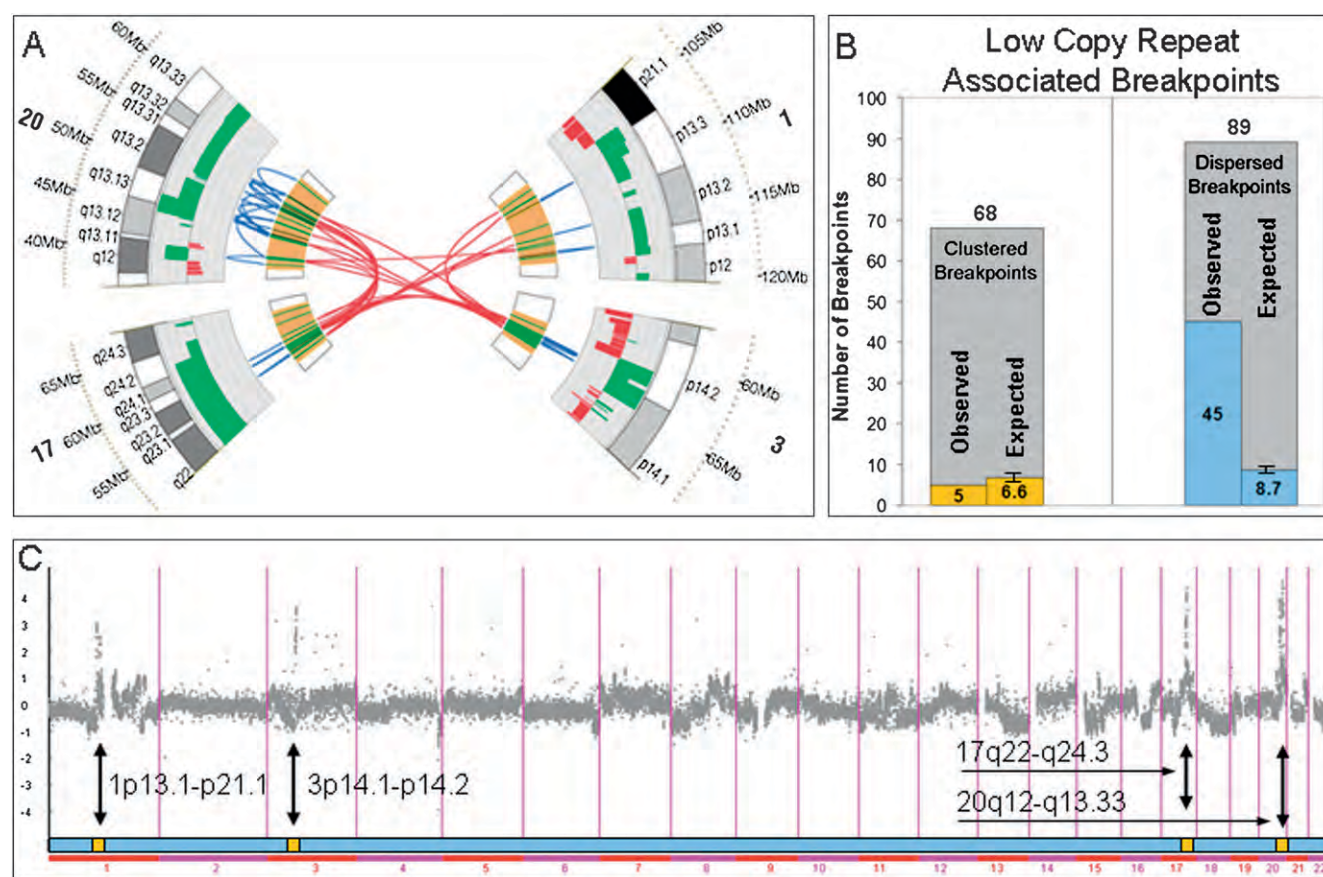 A
60Mb
55Mb
50Mb
45Mb
40Mb
20
q13.33
q13.32
q13.31
q13.2
q13.13
q13.12
q13.11
q12
105Mb
110Mb
115Mb
120Mb
1
p21.1
p13.3
p13.2
p13.1
p12
65Mb
60Mb
55Mb
17
q24.3
q24.2
q24.1
q23.3
q23.2
q23.1
q22
60Mb
65Mb
3
p14.2
p14.1
B
Low Copy Repeat
Associated Breakpoints
Number of Breakpoints
100
90
80
70
60
50
40
30
20
10
0
68
Clustered
Breakpoints
Observed
Expected
5
6.6
89
Dispersed
Breakpoints
Observed
Expected
45
8.7
C
4
3
2
1
0
-1
-2
-3
-4
1p13.1-p21.1
3p14.1-p14.2
17q22-q24.3
20q12-q13.33
1 2 3 4 5 6 7 8 9 10 11 12 13 14 15 16 17 18 19 20 21 22